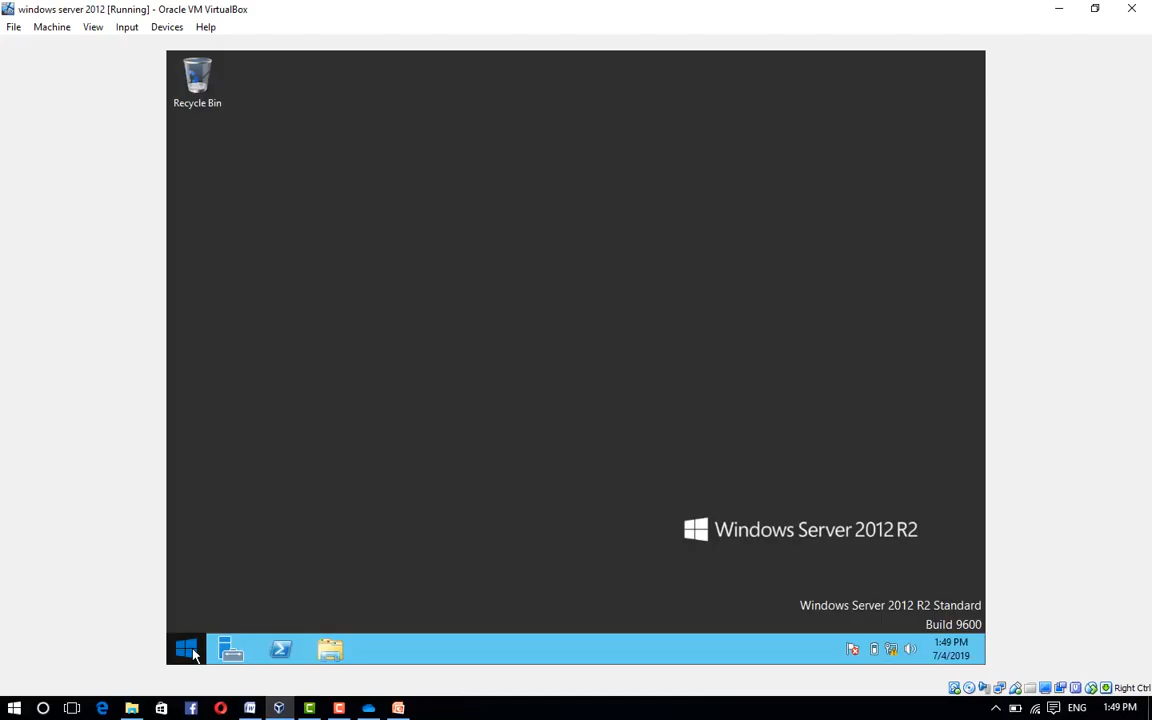 windows server 2012 [Running] - Oracle VM VirtualBox
File Machine View Input Devices Help
Recycle Bin
Windows Server 2012 R2
Windows Server 2012 R2 Standard
Build 9600
1:49 PM
7/4/2019
Right Ctrl
ENG 1:49 PM